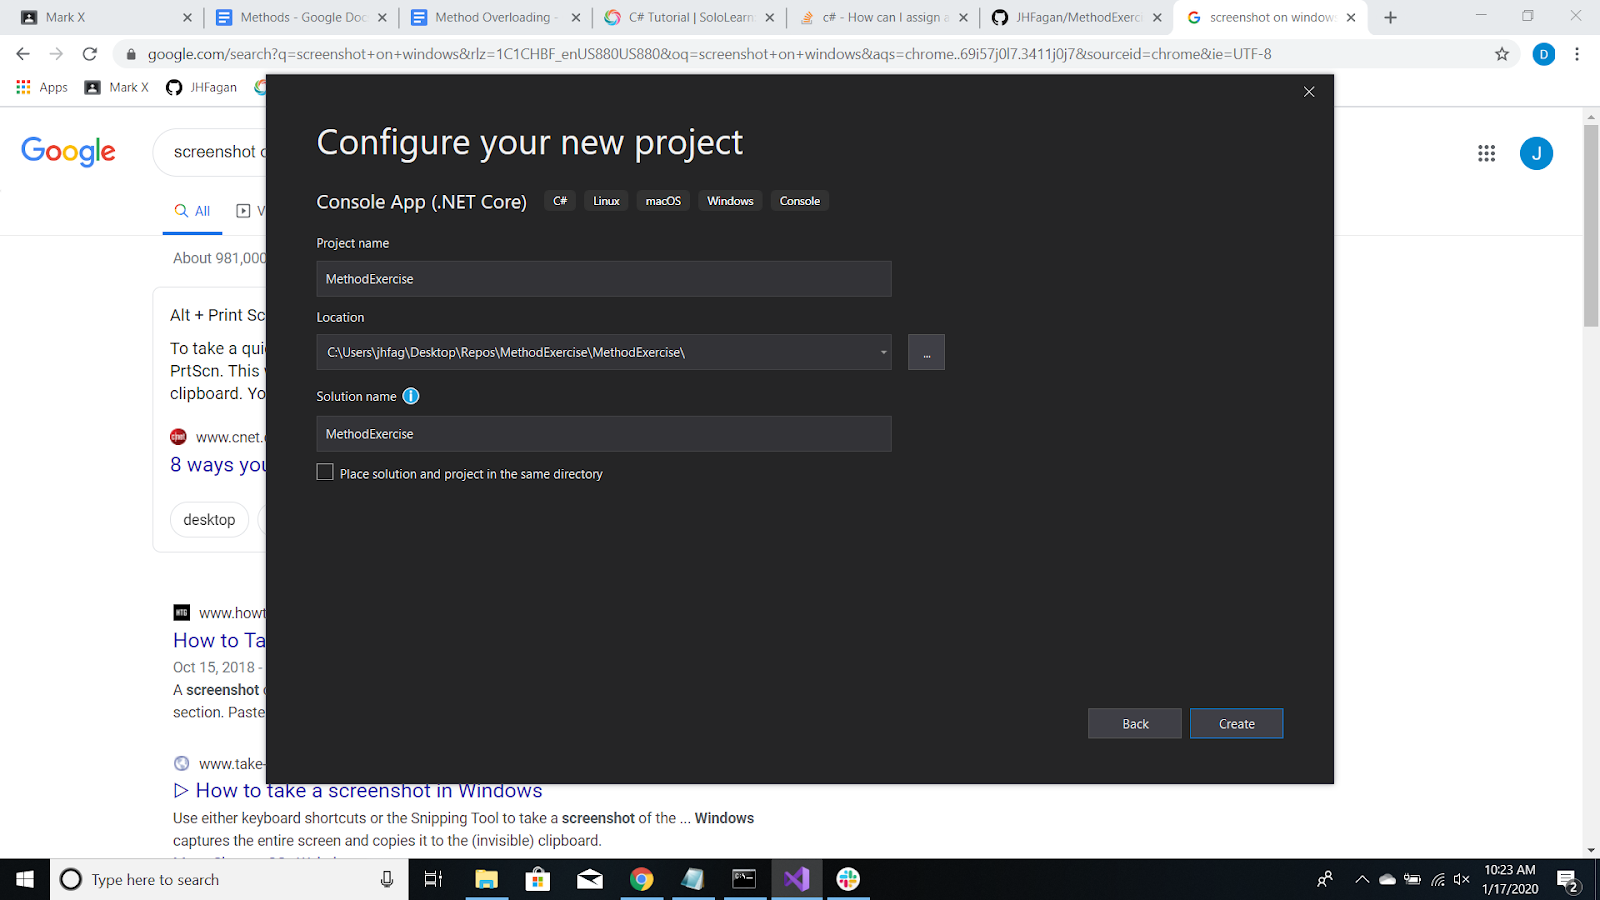 Mark X
Methods - Google Doc
Method Overloading -
C# Tutorial | SoloLearn
c# - How can I assign a
JHFagan/MethodExerci
screenshot on windows
google.com/search?q=screenshot+on+windows&rlz=1C1CHBF_enUS880US880&oq=screenshot+on+windows&aqs=chrome..69i57j0l7.3411j0j7&sourceid=chrome&ie=UTF-8
D
Apps
Mark X
JHFagan
Google
screenshot o
J
All
V
About 981,000
Alt + Print Sc
To take a qui
PrtScn. This
clipboard. Yo
cnet
www.cnet.
8 ways you
desktop
HTG
www.howt
How to Ta
Oct 15, 2018 -
A screenshot
section. Paste
www.take-
▷ How to take a screenshot in Windows
Use either keyboard shortcuts or the Snipping Tool to take a screenshot of the ... Windows
captures the entire screen and copies it to the (invisible) clipboard.
Configure your new project
Console App (.NET Core)
C#
Linux
macOS
Windows
Console
Project name
MethodExercise
Location
C:\Users\jhfag\Desktop\Repos\MethodExercise\MethodExercise\
...
Solution name
MethodExercise
Place solution and project in the same directory
Back
Create
Type here to search
10:23 AM
1/17/2020
2